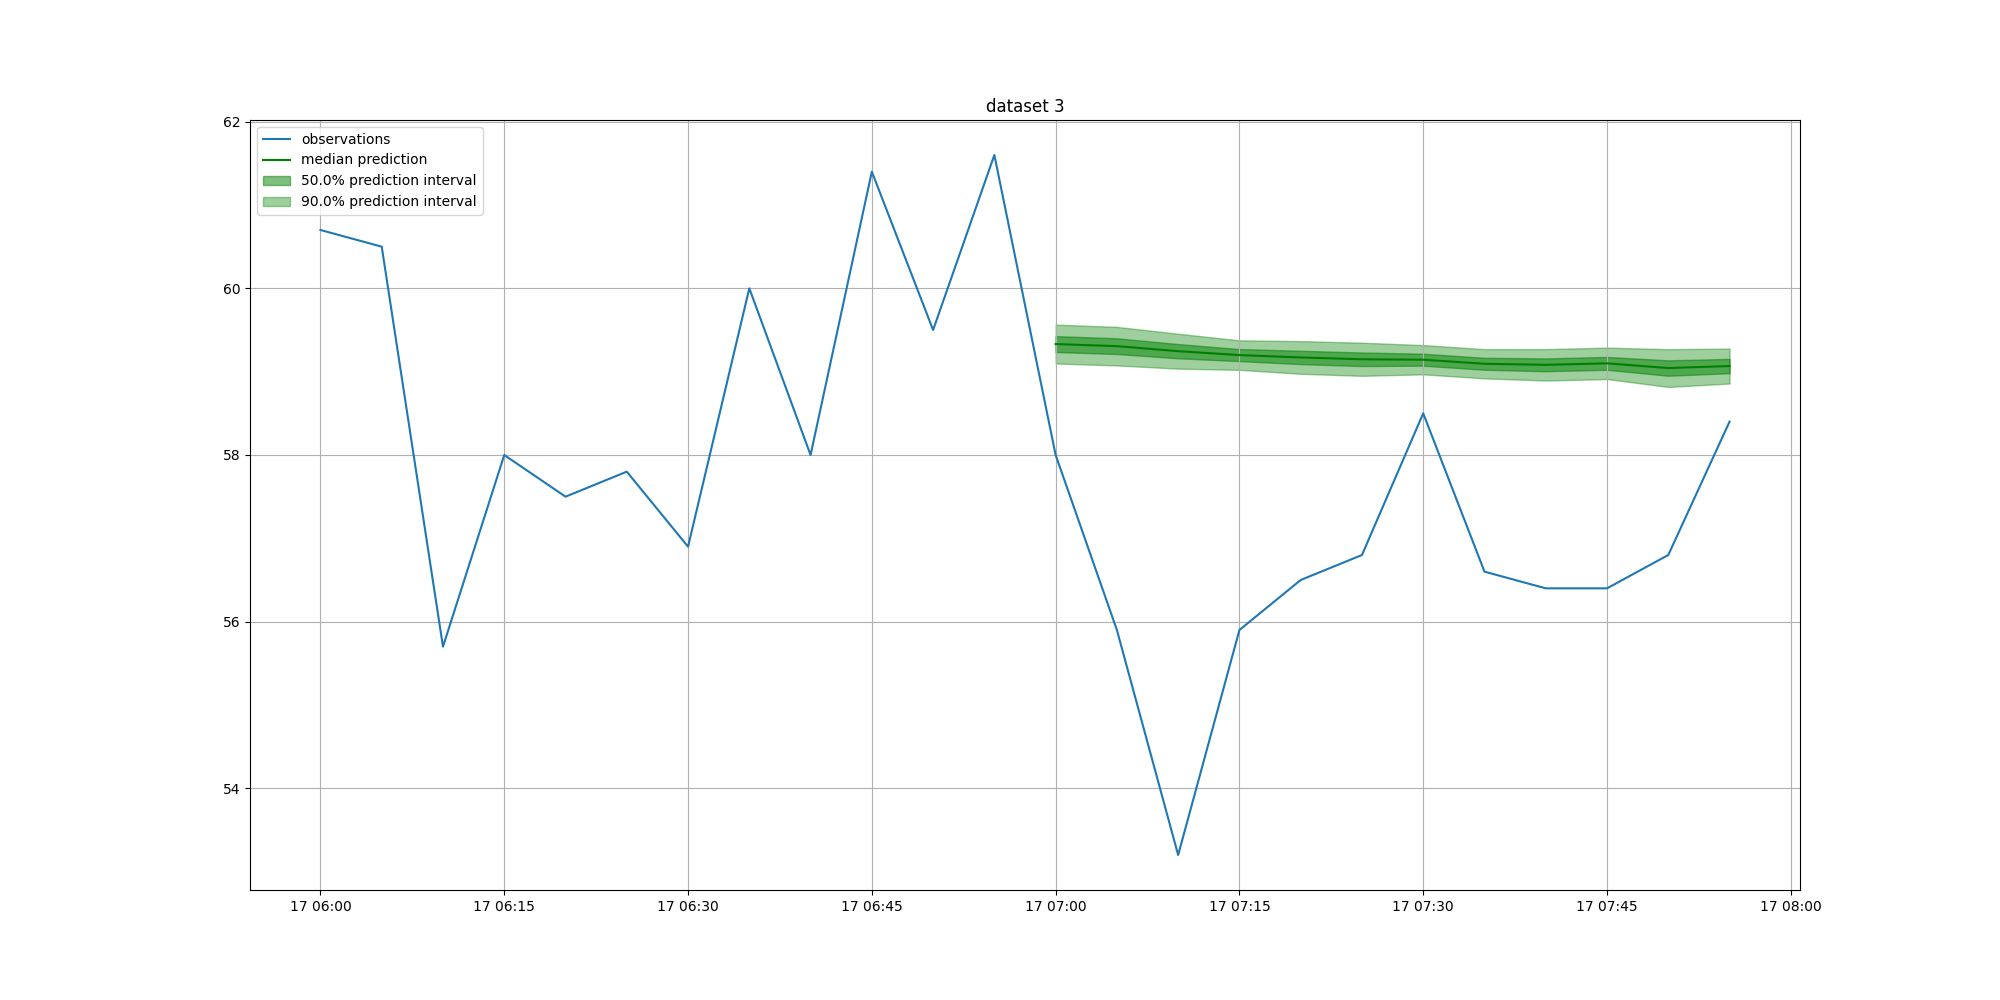 dataset 3
62
observations
median prediction
50.0% prediction interval
90.0% prediction interval
60
58
56
54
17 06:00 17 06:15 17 06:30 17 06:45 17 07:00 17 07:15 17 07:30 17 07:45 17 08:00